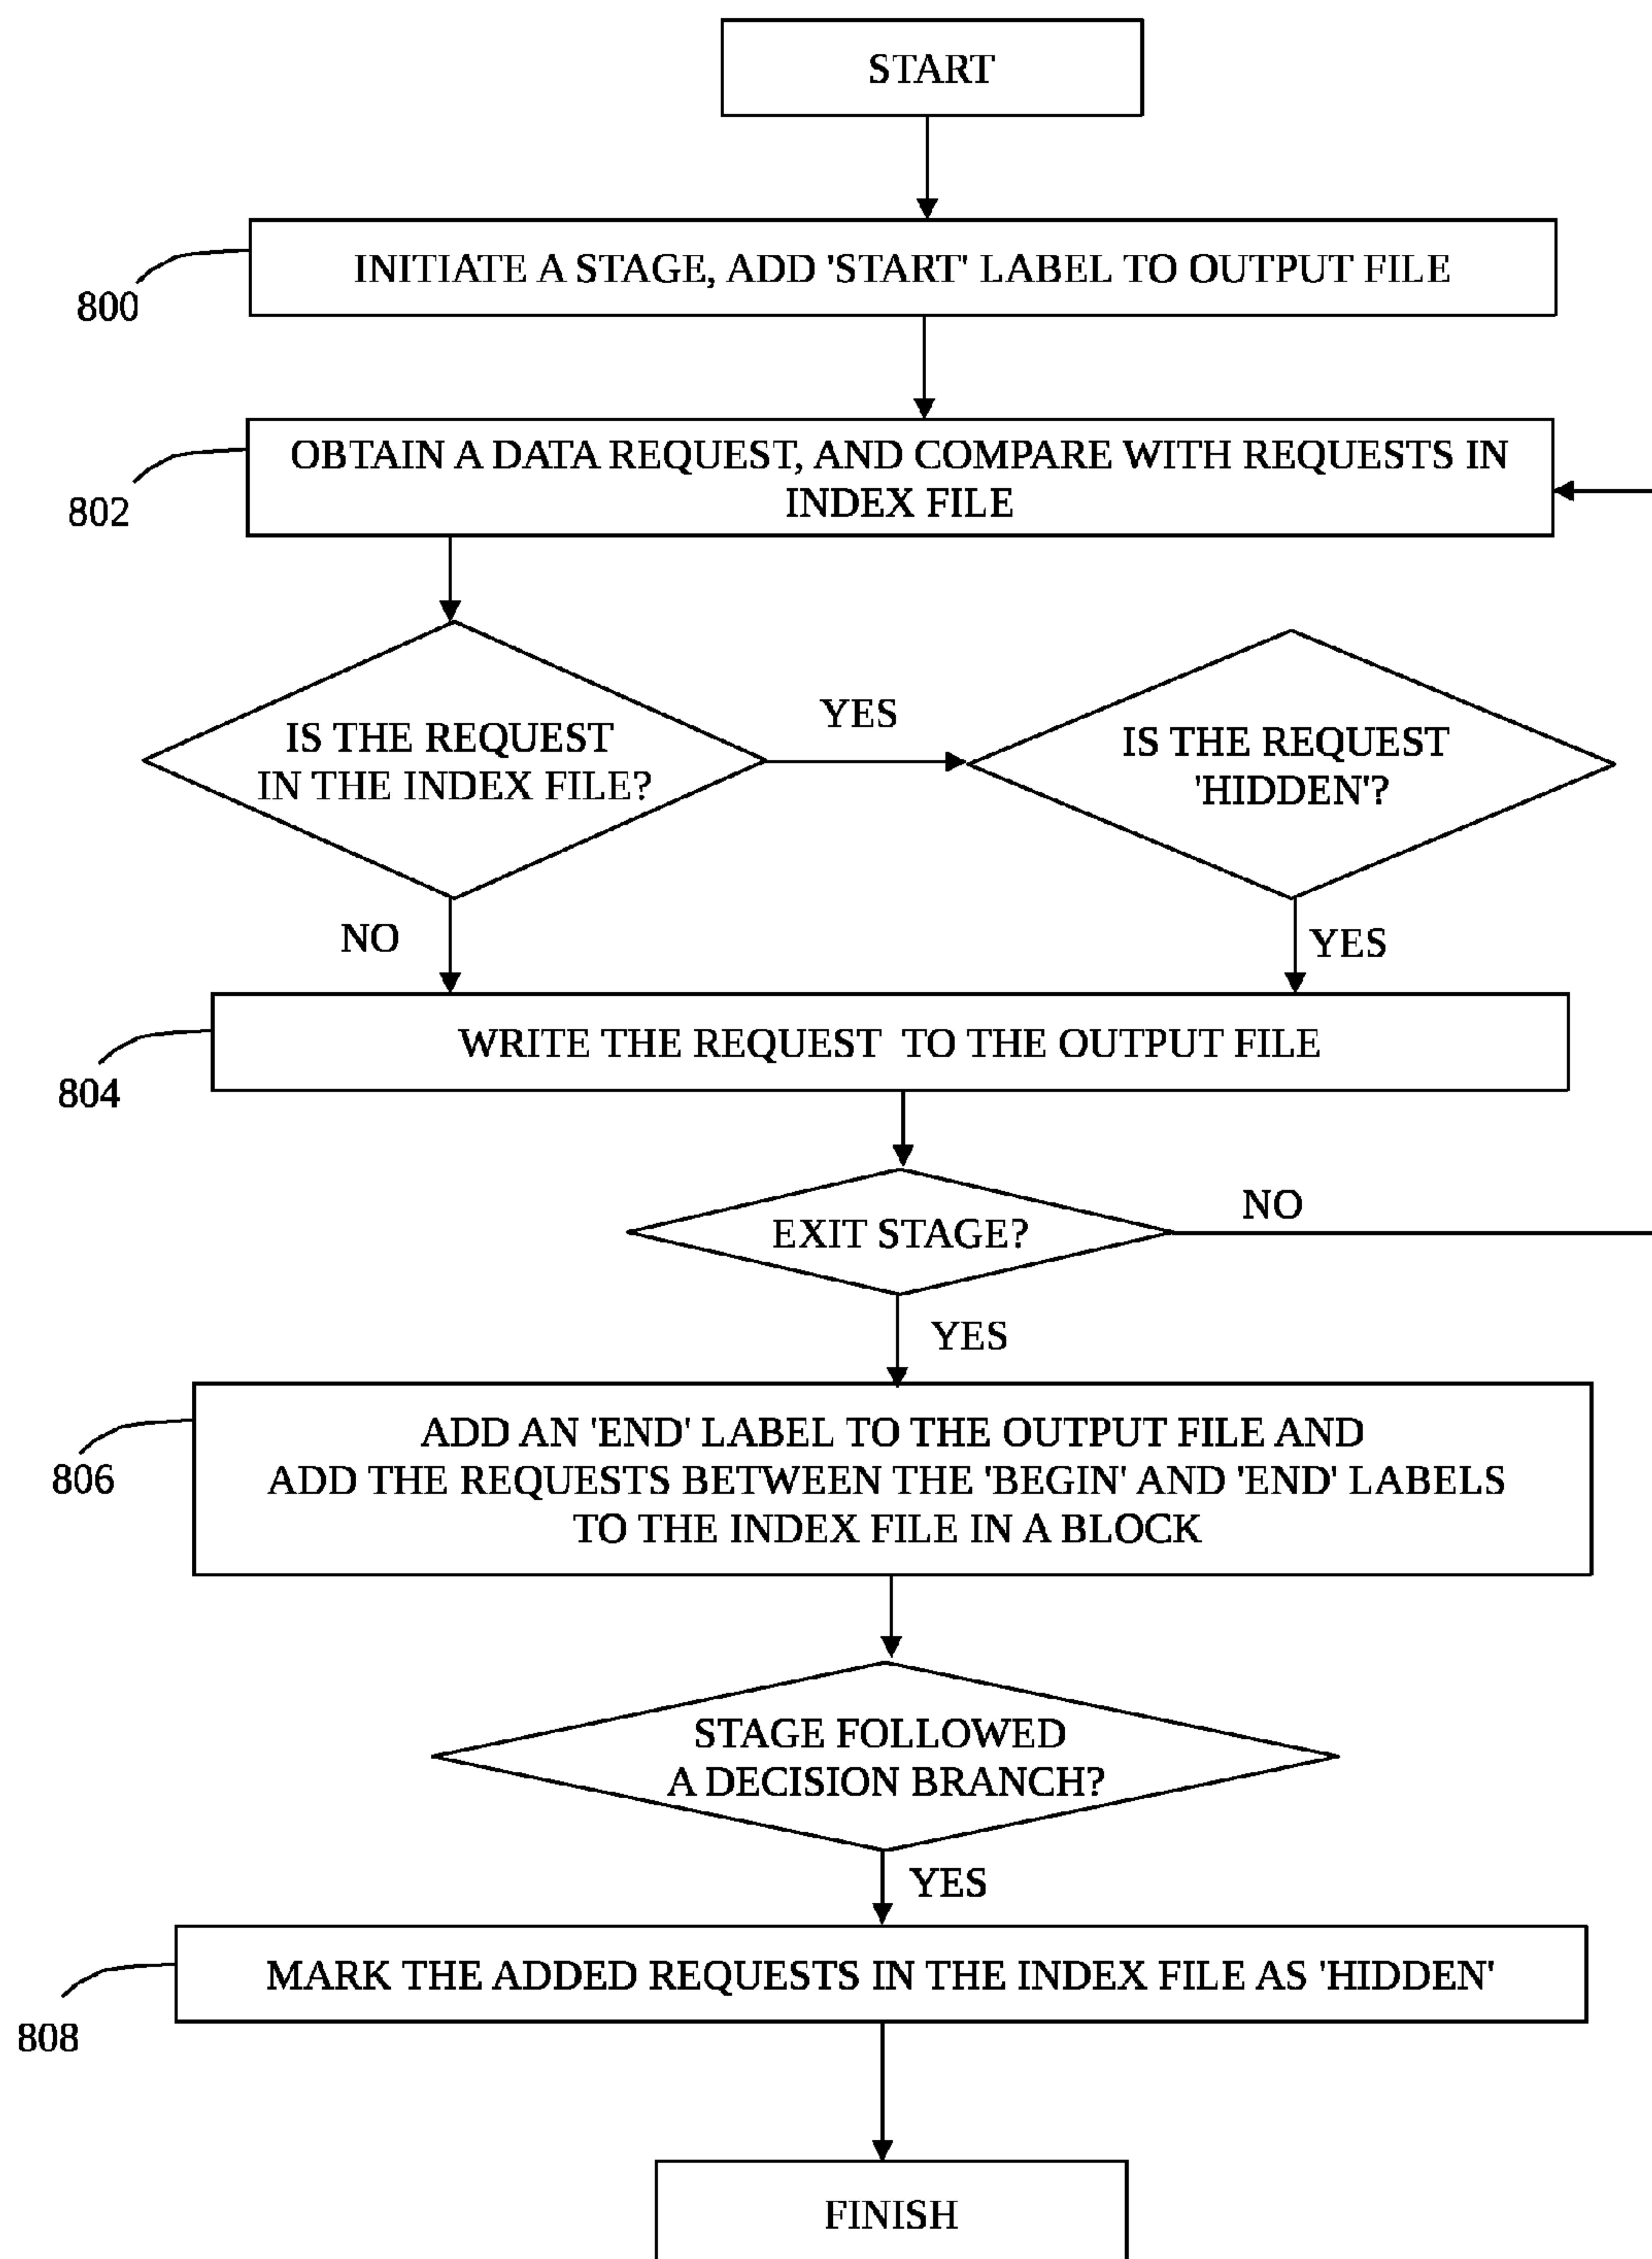 START
INITIATE A STAGE, ADD 'START' LABEL TO OUTPUT FILE
800
OBTAIN A DATA REQUEST, AND COMPARE WITH REQUESTS IN
INDEX FILE
802
IS THE REQUEST
IN THE INDEX FILE?
YES
IS THE REQUEST
'HIDDEN'?
NO
YES
WRITE THE REQUEST TO THE OUTPUT FILE
804
EXIT STAGE?
NO
YES
ADD AN 'END' LABEL TO THE OUTPUT FILE AND
ADD THE REQUESTS BETWEEN THE 'BEGIN' AND 'END' LABELS
TO THE INDEX FILE IN A BLOCK
806
STAGE FOLLOWED
A DECISION BRANCH?
YES
MARK THE ADDED REQUESTS IN THE INDEX FILE AS 'HIDDEN'
808
FINISH